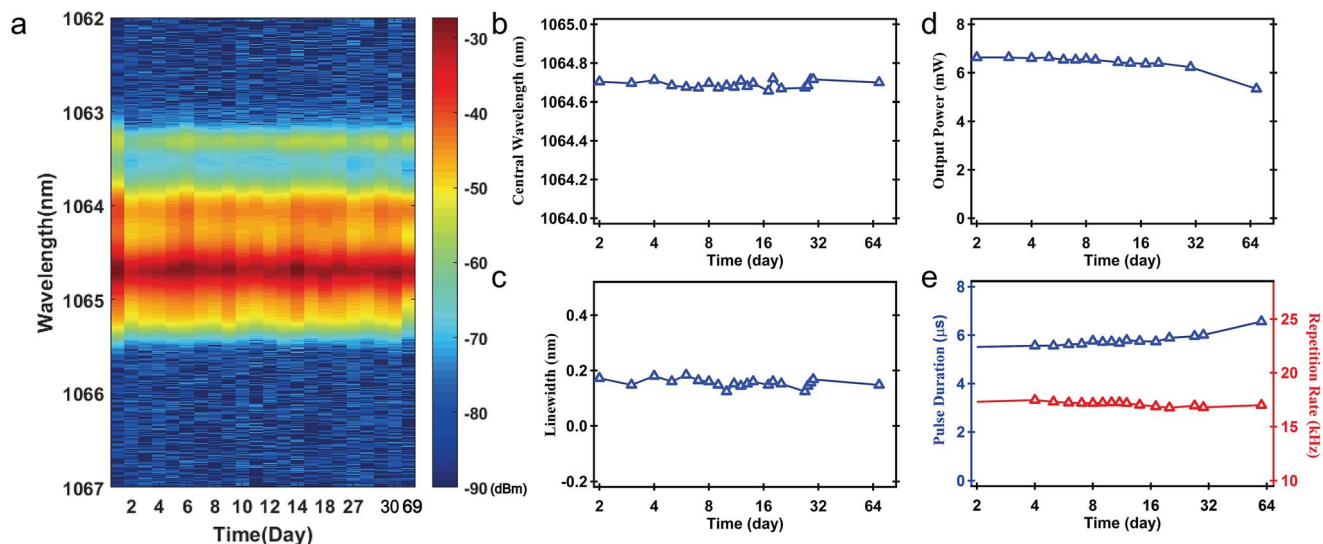 a
1062
1063
1064
1065
1066
1067
Wavelength(nm)
2 4 6 8 10 12 14 18 27 30 69
Time(Day)
-30
-40
-50
-60
-70
-80
-90 (dBm)
b
1065.0
1064.8
1064.6
1064.4
1064.2
1064.0
Central Wavelength (nm)
2 4 8 16 32 64
Time (day)
c
0.4
0.2
0.0
-0.2
Linewidth (nm)
2 4 8 16 32 64
Time (day)
d
8
6
4
2
0
Output Power (mW)
2 4 8 16 32 64
Time (day)
e
8
6
4
2
0
Pulse Duration (μs)
25
20
15
10
Repetition Rate (kHz)
2 4 8 16 32 64
Time (day)